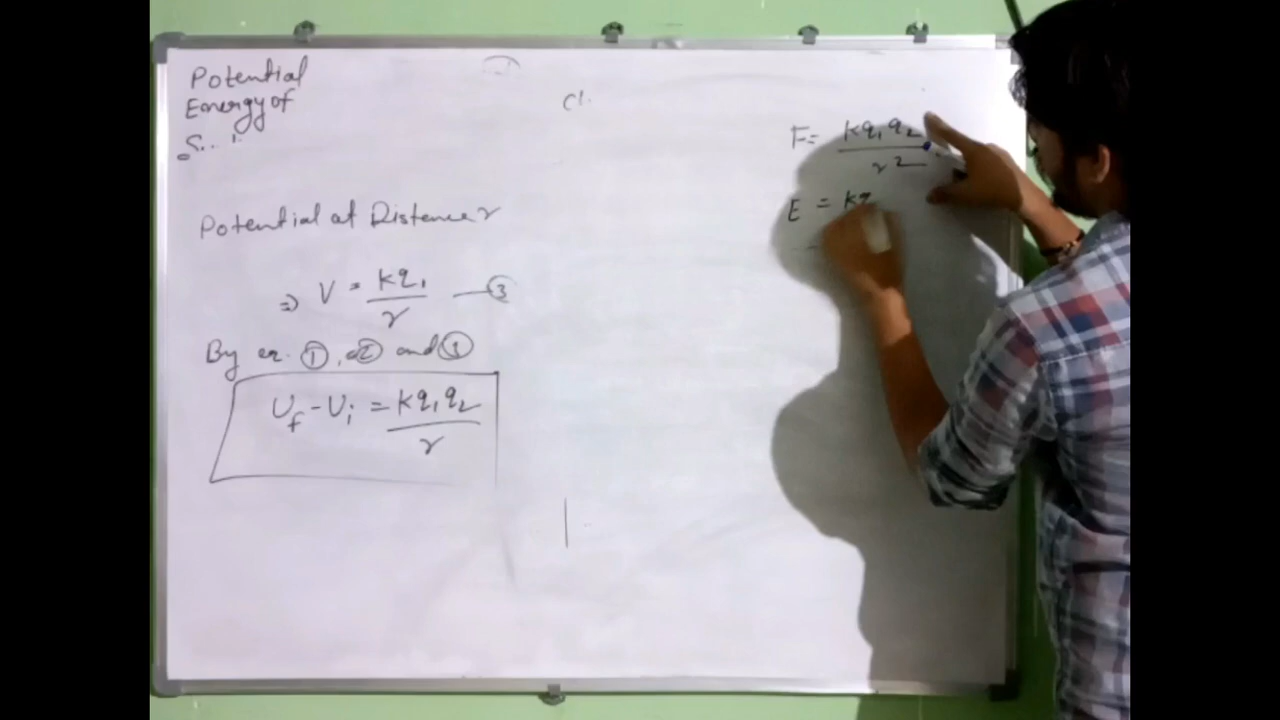 Potential
Energy of
Potential at Distance r
⇒ V = kq₁/r — ③
By eq. ①, ② and ③
U_f - U_i = kq₁q₂/r
F = kq₁q₂/r²
E = kq